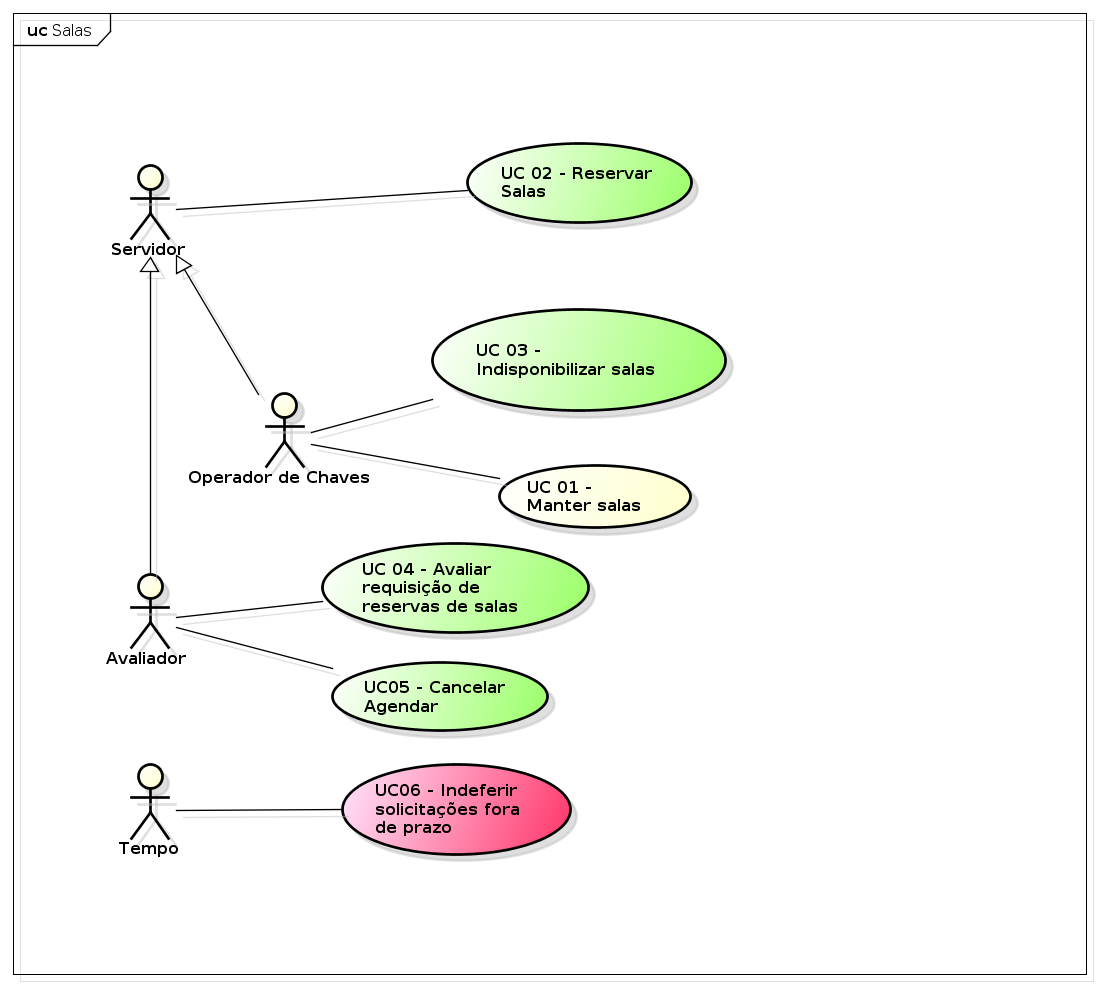 uc Salas
UC 02 - Reservar
Salas
Servidor
UC 03 -
Indisponibilizar salas
Operador de Chaves
UC 01 -
Manter salas
UC 04 - Avaliar
requisição de
reservas de salas
Avaliador
UC05 - Cancelar
Agendar
UC06 - Indeferir
solicitações fora
de prazo
Tempo